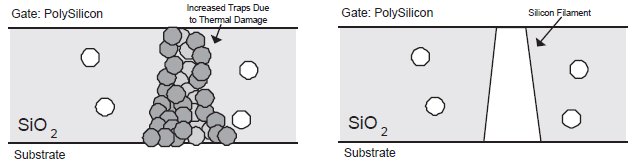 Gate: PolySilicon
Increased Traps Due
to Thermal Damage
SiO2
Substrate
Gate: PolySilicon
Silicon Filament
SiO2
Substrate